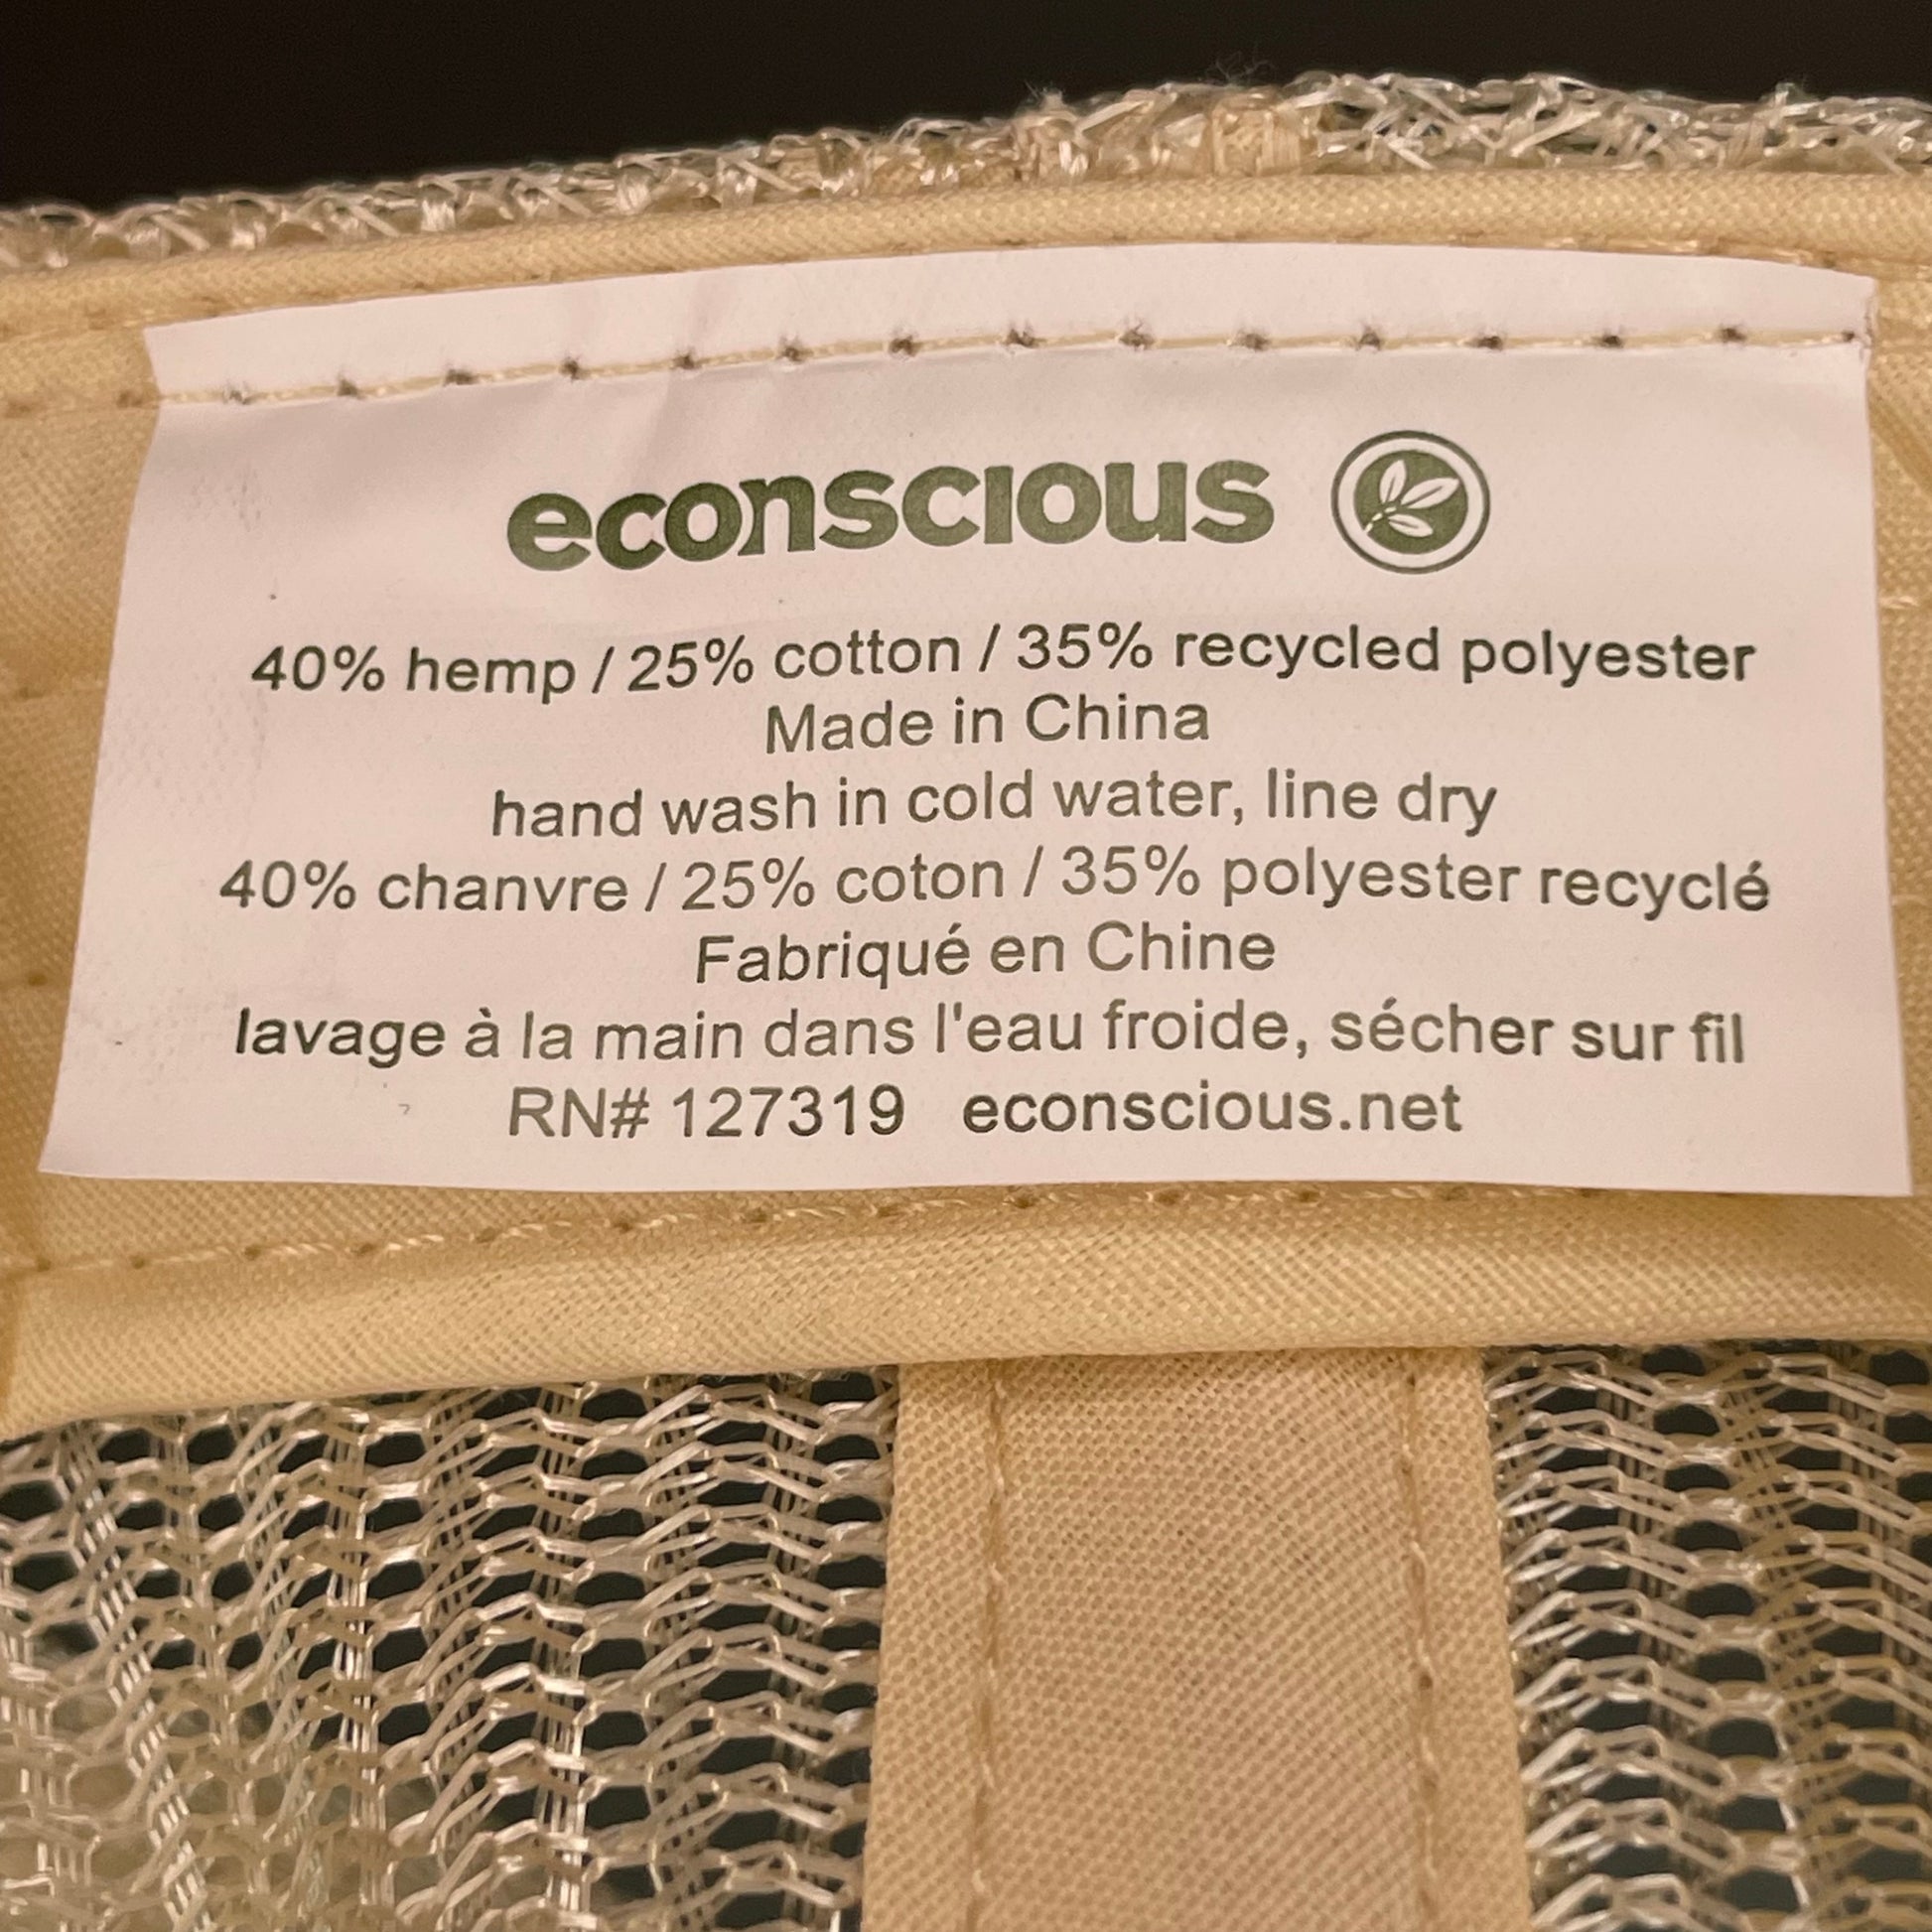 econscious
40% hemp / 25% cotton / 35% recycled polyester
Made in China
hand wash in cold water, line dry
40% chanvre / 25% coton / 35% polyester recyclé
Fabriqué en Chine
lavage à la main dans l'eau froide, sécher sur fil
RN# 127319 econscious.net